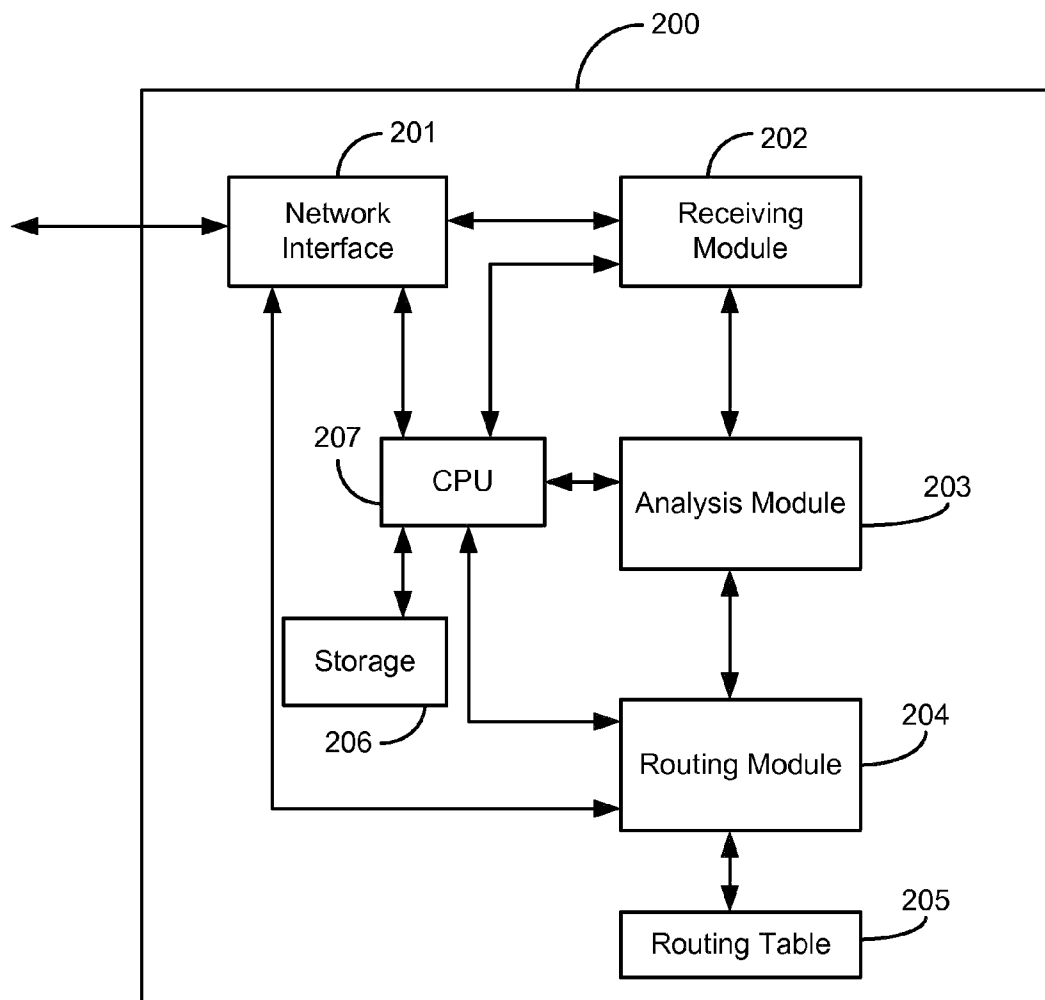 200
201
202
Network
Interface
Receiving
Module
207
CPU
Analysis Module
203
Storage
206
204
Routing Module
205
Routing Table